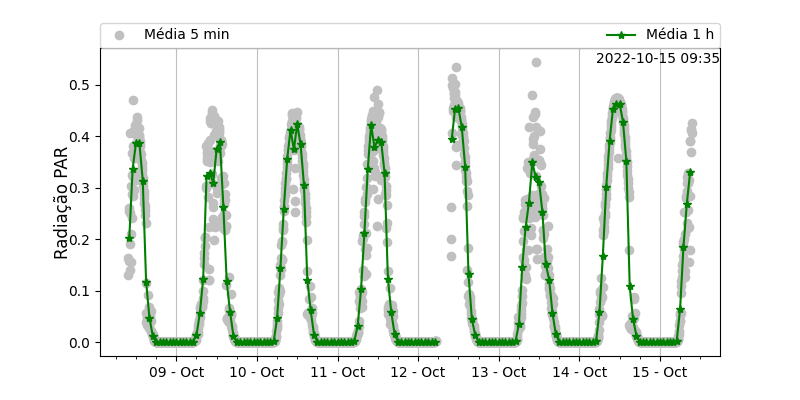 Média 5 min
Média 1 h
2022-10-15 09:35
Radiação PAR
0.5
0.4
0.3
0.2
0.1
0.0
09 - Oct
10 - Oct
11 - Oct
12 - Oct
13 - Oct
14 - Oct
15 - Oct